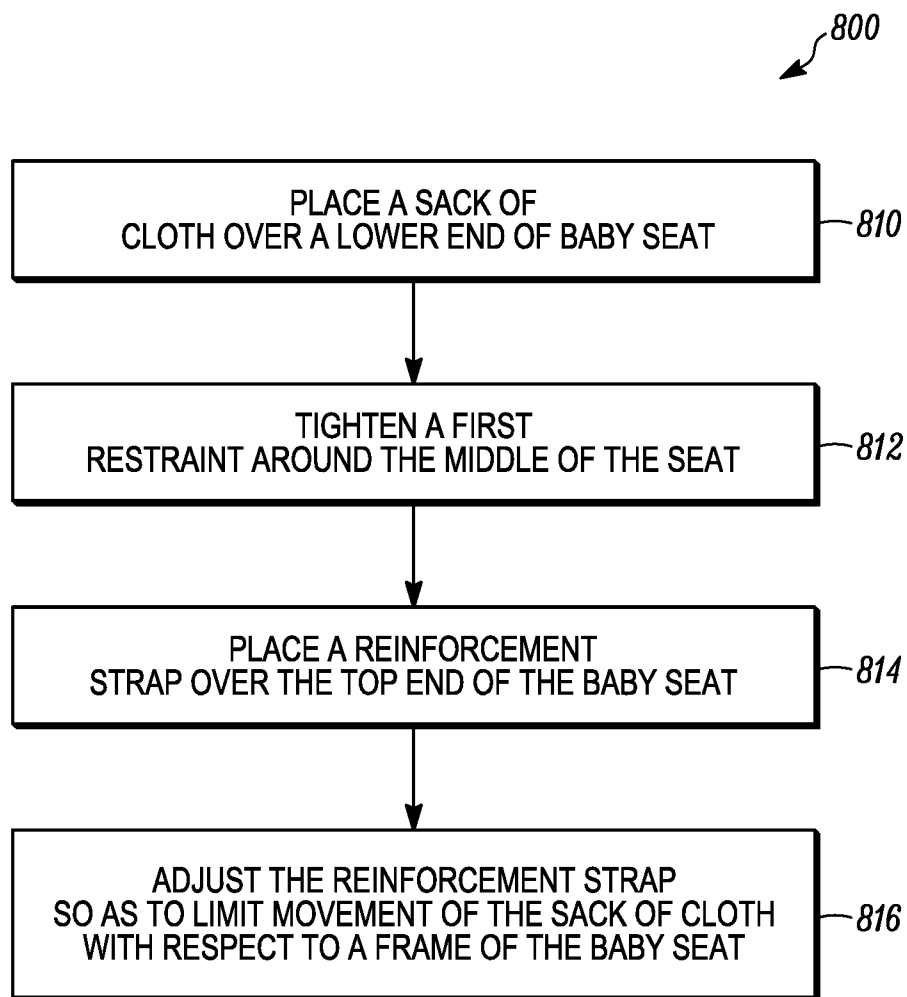 800
PLACE A SACK OF
CLOTH OVER A LOWER END OF BABY SEAT
810
TIGHTEN A FIRST
RESTRAINT AROUND THE MIDDLE OF THE SEAT
812
PLACE A REINFORCEMENT
STRAP OVER THE TOP END OF THE BABY SEAT
814
ADJUST THE REINFORCEMENT STRAP
SO AS TO LIMIT MOVEMENT OF THE SACK OF CLOTH
WITH RESPECT TO A FRAME OF THE BABY SEAT
816